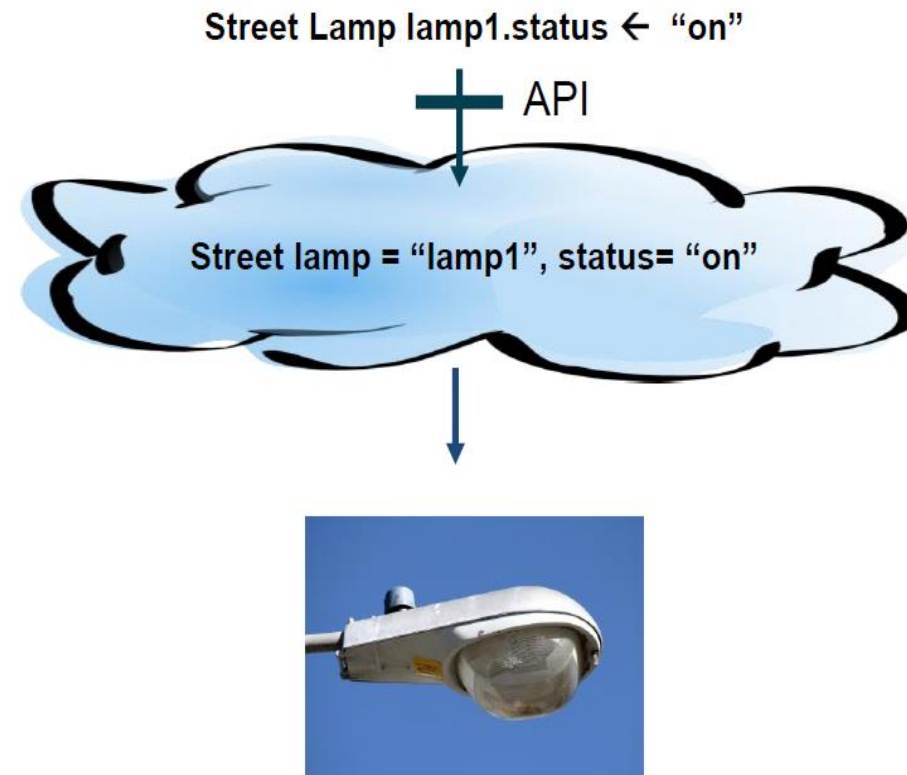 Street Lamp lamp1.status ← “on”
API
Street lamp = “lamp1”, status= “on”